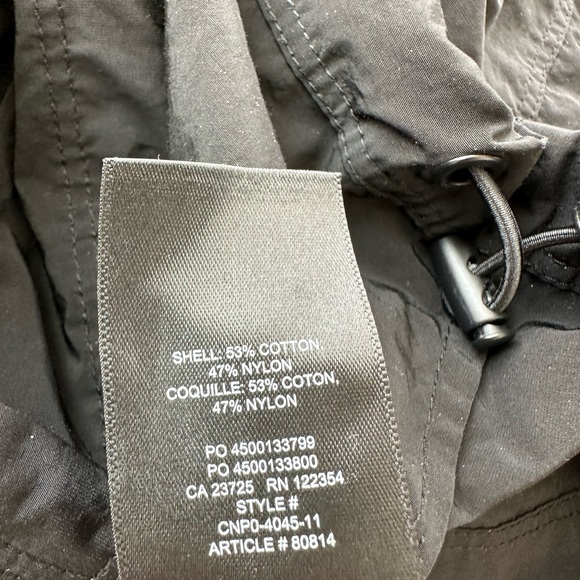 SHELL: 53% COTTON,
47% NYLON
COQUILLE: 53% COTON,
47% NYLON
PO 4500133799
PO 4500133800
CA 23725 RN 122354
STYLE #
CNP0-4045-11
ARTICLE # 80814